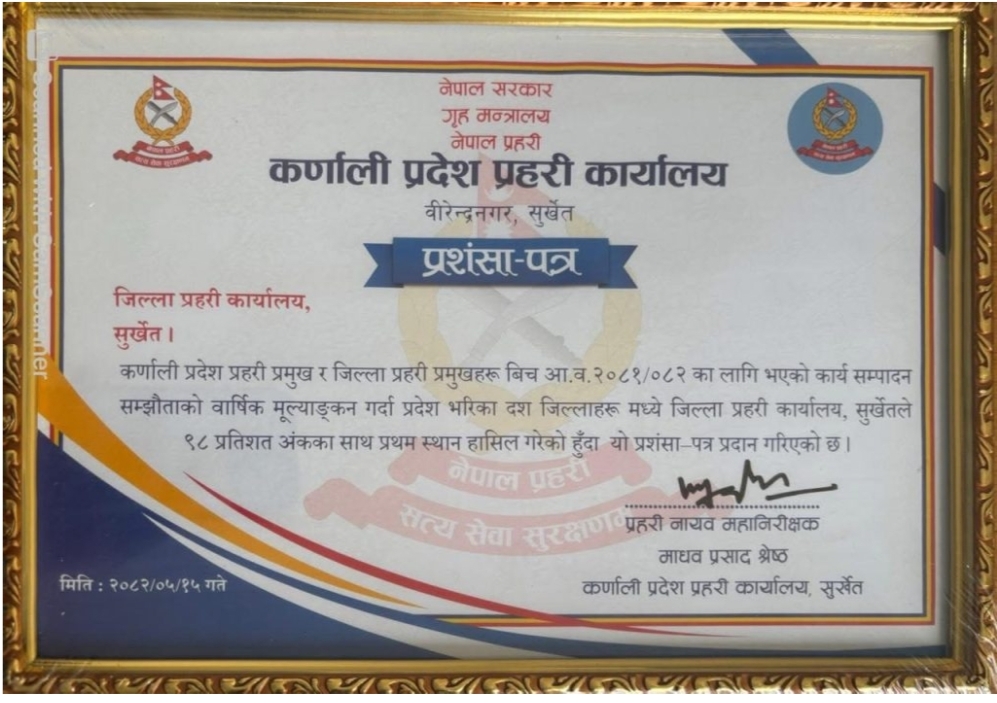 नेपाल सरकार
गृह मन्त्रालय
नेपाल प्रहरी
कर्णाली प्रदेश प्रहरी कार्यालय
वीरेन्द्रनगर, सुर्खेत
प्रशंसा-पत्र
जिल्ला प्रहरी कार्यालय,
सुर्खेत ।
कर्णाली प्रदेश प्रहरी प्रमुख र जिल्ला प्रहरी प्रमुखहरू बिच आ.व.२०८१/०८२ का लागि भएको कार्य सम्पादन
सम्झौताको वार्षिक मूल्याङ्कन गर्दा प्रदेश भरिका दश जिल्लाहरू मध्ये जिल्ला प्रहरी कार्यालय, सुर्खेतले
९८ प्रतिशत अंकका साथ प्रथम स्थान हासिल गरेको हुँदा यो प्रशंसा–पत्र प्रदान गरिएको छ ।
नेपाल प्रहरी
सत्य सेवा सुरक्षणम
प्रहरी नायव महानिरीक्षक
माधव प्रसाद श्रेष्ठ
कर्णाली प्रदेश प्रहरी कार्यालय, सुर्खेत
मिति : २०८२/०५/१५ गते